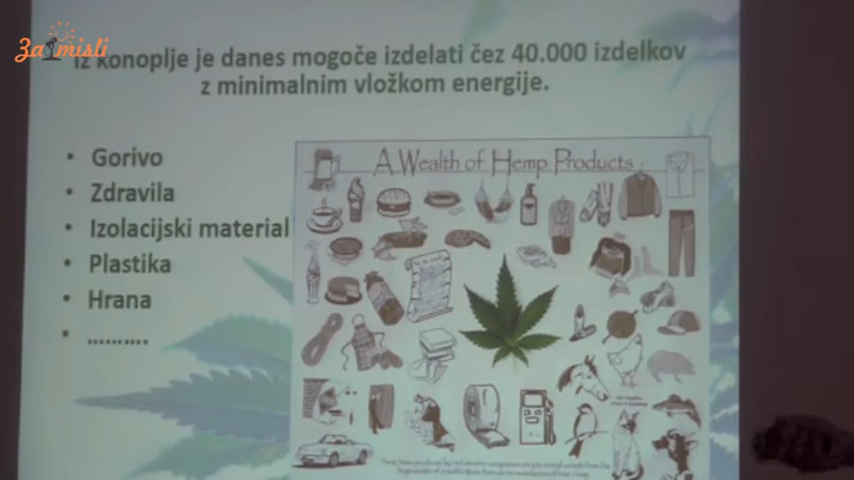 Za misli
Iz konoplje je danes mogoče izdelati čez 40.000 izdelkov
z minimalnim vložkom energije.
• Gorivo
• Zdravila
• Izolacijski material
• Plastika
• Hrana
• ..........
A Wealth of Hemp Products